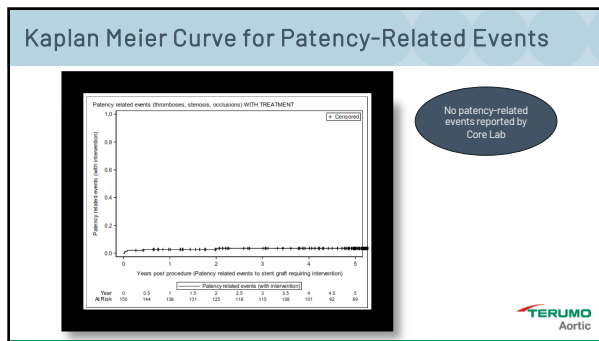 Kaplan Meier Curve for Patency-Related Events
Patency related events (thromboses, stenosis, occlusions) WITH TREATMENT
+ Censored
1.0
0.8
0.6
0.4
0.2
0.0
Patency related events (with intervention)
0 1 2 3 4 5
Years post procedure (Patency related events to stent graft requiring intervention)
Patency related events (with intervention)
Year 0 0.5 1 1.5 2 2.5 3 3.5 4 4.5 5
At Risk 150 144 138 131 125 118 115 108 101 92
No patency-related
events reported by
Core Lab
TERUMO
Aortic